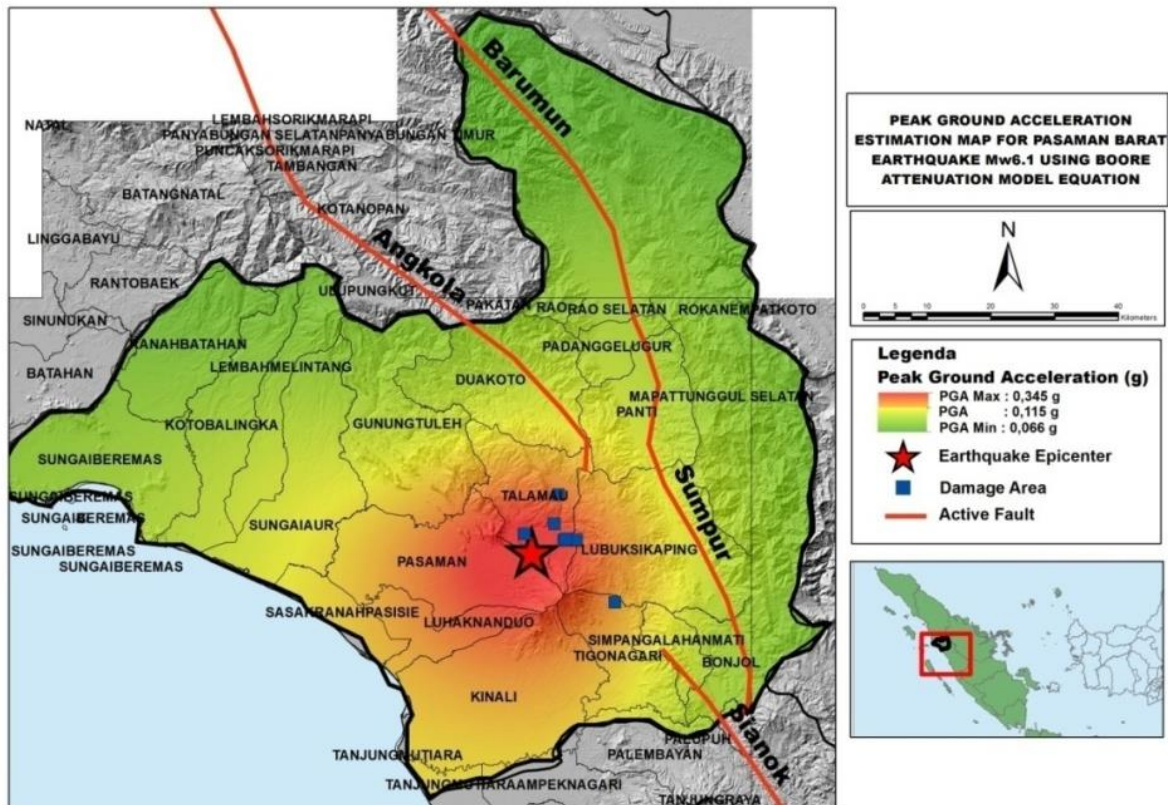 Barumun
NATAL
LEMBAHSORIKMARAPI
PANYABUNGAN SELATANPANYABUNGAN TIMUR
PUNCAKSORIKMARAPI
TAMBANGAN
BATANGNATAL
KOTANOPAN
LINGGABAYU
Angkola
RANTOBAEK
ULUPUNGKUT
PAKATAN
RAO
RAO SELATAN
ROKANEMPATKOTO
SINUNUKAN
RANAHBATAHAN
PADANGGELUGUR
BATAHAN
LEMBAHMELINTANG
DUAKOTO
MAPATTUNGGUL SELATAN
PANTI
KOTOBALINGKA
GUNUNGTULEH
SUNGAIBEREMAS
Sumpur
SUNGAIBEREMAS
TALAMAU
SUNGAIBEREMAS
SUNGAIAUR
SUNGAIBEREMAS
LUBUKSIKAPING
PASAMAN
SUNGAIBEREMAS
SASAKRANAHPASISIE
LUHAKNANDUO
SIMPANGALAHANMATI
TIGONAGARI
BONJOL
KINALI
Sianok
PALUPUH
TANJUNGMUTIARA
PALEMBAYAN
TANJUNGMUTIARAAMPEKNAGARI
TANJUNGRAYA
PEAK GROUND ACCELERATION
ESTIMATION MAP FOR PASAMAN BARAT
EARTHQUAKE Mw6.1 USING BOORE
ATTENUATION MODEL EQUATION
N
0 5 10 20 30 40
Kilometers
Legenda
Peak Ground Acceleration (g)
PGA Max : 0,345 g
PGA : 0,115 g
PGA Min : 0,066 g
Earthquake Epicenter
Damage Area
Active Fault